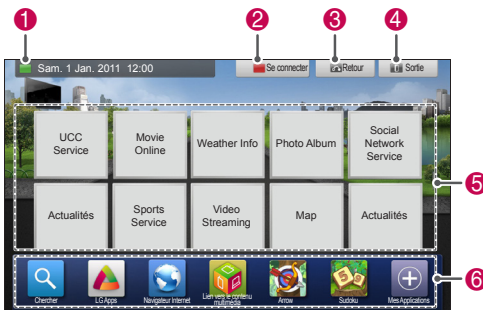 1
2
3
4
Sam. 1 Jan. 2011 12:00
Se connecter
Retour
Sortie
UCC
Service
Movie
Online
Weather Info
Photo Album
Social
Network
Service
5
Actualités
Sports
Service
Video
Streaming
Map
Actualités
6
Chercher
LG Apps
Navigateur Internet
Lien vers le contenu
multimédia
Arrow
Sudoku
Mes Applications